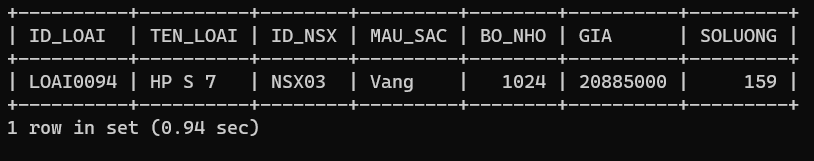 +----------+----------+--------+---------+--------+----------+---------+
| ID_LOAI  | TEN_LOAI | ID_NSX | MAU_SAC | BO_NHO | GIA      | SOLUONG |
+----------+----------+--------+---------+--------+----------+---------+
| LOAI0094 | HP S 7   | NSX03  | Vang    |   1024 | 20885000 |     159 |
+----------+----------+--------+---------+--------+----------+---------+
1 row in set (0.94 sec)